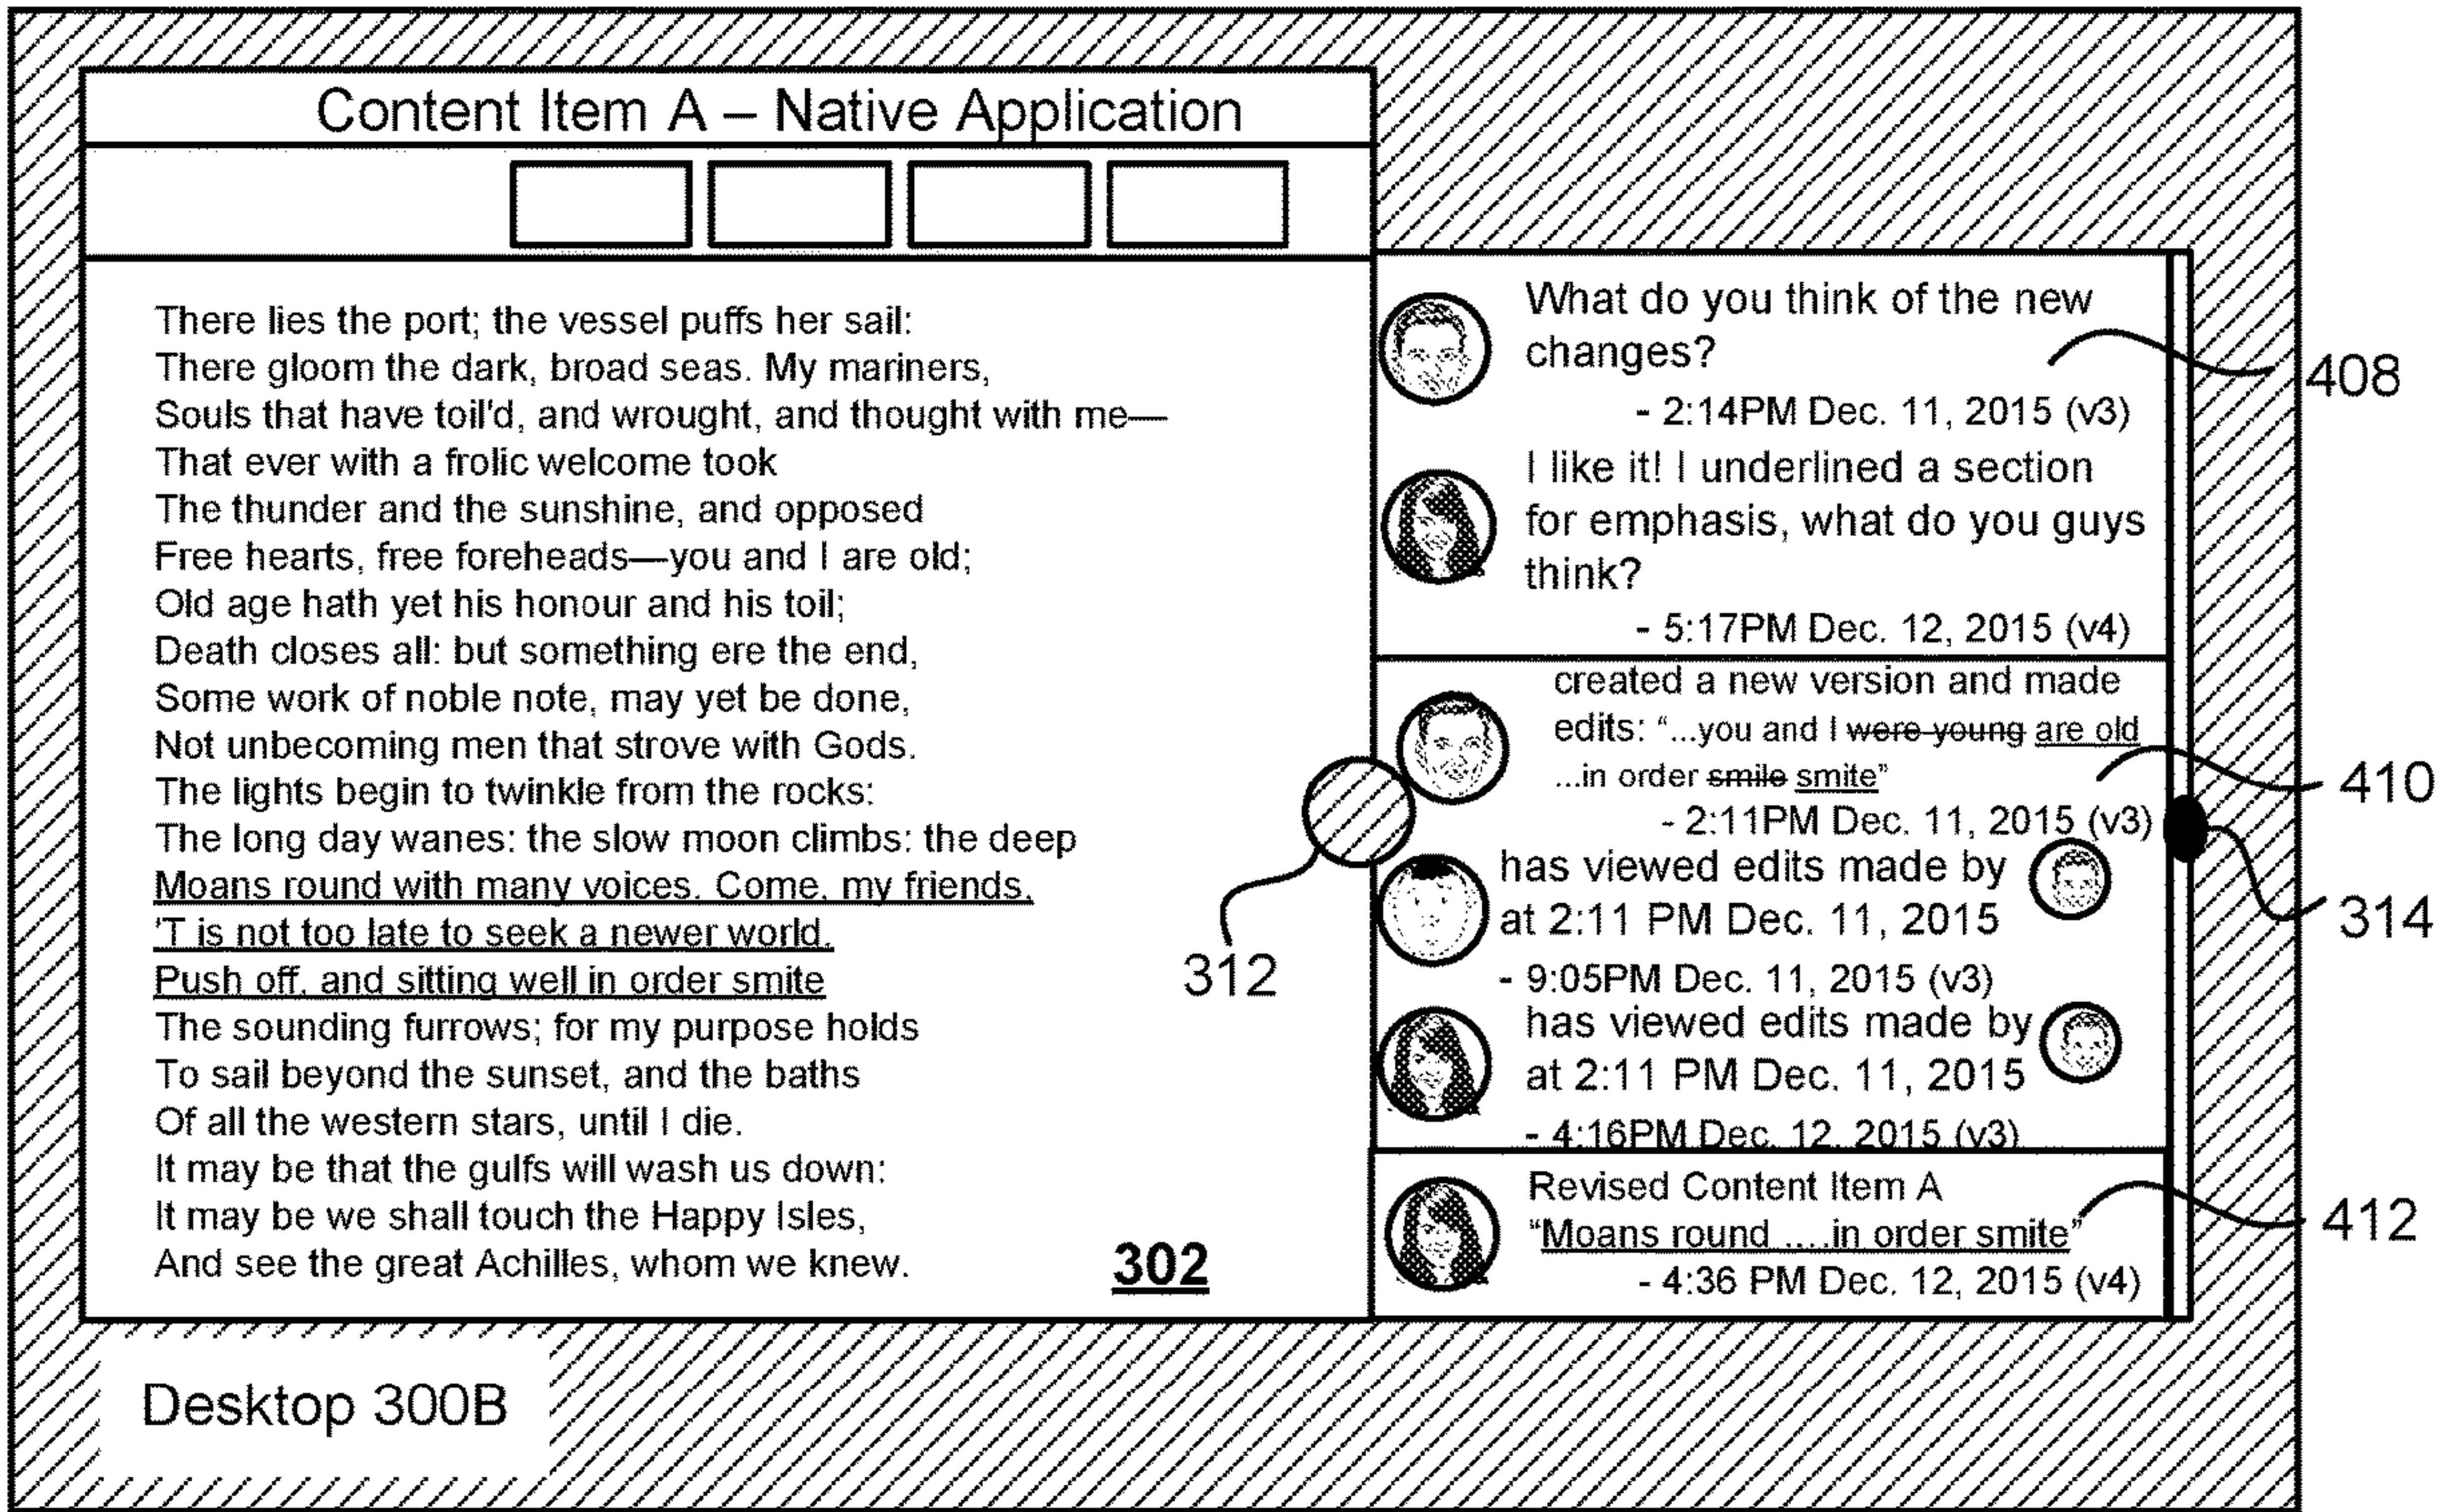 Content Item A – Native Application
There lies the port; the vessel puffs her sail:
There gloom the dark, broad seas. My mariners,
Souls that have toil'd, and wrought, and thought with me—
That ever with a frolic welcome took
The thunder and the sunshine, and opposed
Free hearts, free foreheads—you and I are old;
Old age hath yet his honour and his toil;
Death closes all: but something ere the end,
Some work of noble note, may yet be done,
Not unbecoming men that strove with Gods.
The lights begin to twinkle from the rocks:
The long day wanes: the slow moon climbs: the deep
Moans round with many voices. Come, my friends,
'T is not too late to seek a newer world.
Push off, and sitting well in order smite
The sounding furrows; for my purpose holds
To sail beyond the sunset, and the baths
Of all the western stars, until I die.
It may be that the gulfs will wash us down:
It may be we shall touch the Happy Isles,
And see the great Achilles, whom we knew.
302
What do you think of the new
changes?
- 2:14PM Dec. 11, 2015 (v3)
I like it! I underlined a section
for emphasis, what do you guys
think?
- 5:17PM Dec. 12, 2015 (v4)
created a new version and made
edits: “...you and I were young are old
...in order smile smite”
- 2:11PM Dec. 11, 2015 (v3)
has viewed edits made by
at 2:11 PM Dec. 11, 2015
- 9:05PM Dec. 11, 2015 (v3)
has viewed edits made by
at 2:11 PM Dec. 11, 2015
- 4:16PM Dec. 12, 2015 (v3)
Revised Content Item A
“Moans round ....in order smite”
- 4:36 PM Dec. 12, 2015 (v4)
408
410
314
312
412
Desktop 300B